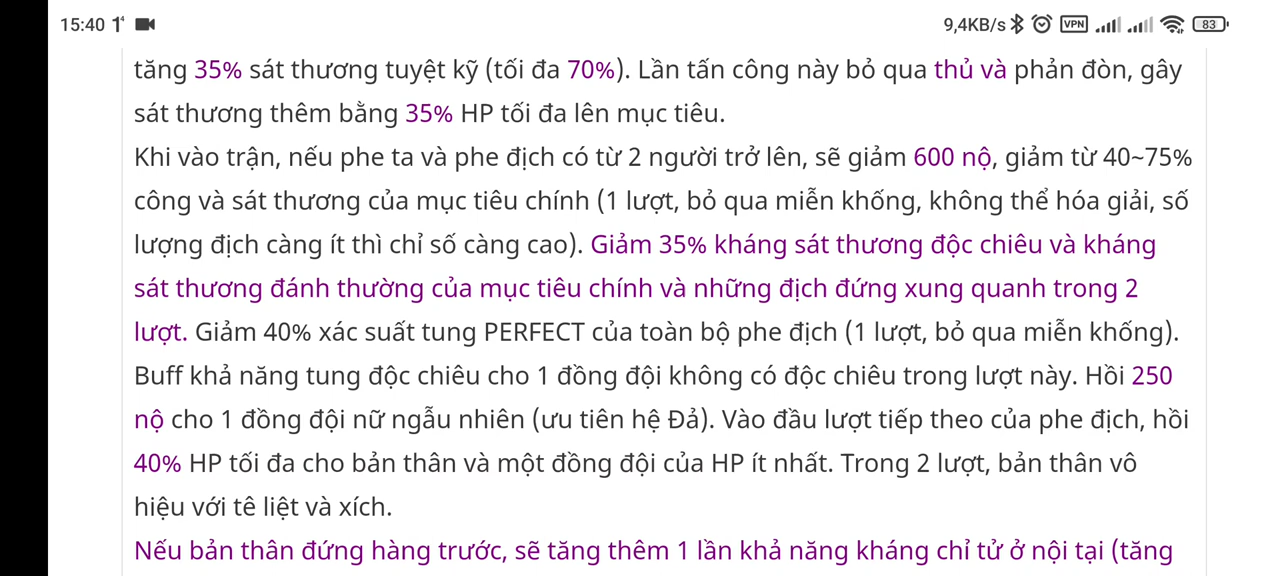 15:40 1⁴ 9,4KB/s VPN 83
tăng 35% sát thương tuyệt kỹ (tối đa 70%). Lần tấn công này bỏ qua thủ và phản đòn, gây
sát thương thêm bằng 35% HP tối đa lên mục tiêu.
Khi vào trận, nếu phe ta và phe địch có từ 2 người trở lên, sẽ giảm 600 nộ, giảm từ 40~75%
công và sát thương của mục tiêu chính (1 lượt, bỏ qua miễn khống, không thể hóa giải, số
lượng địch càng ít thì chỉ số càng cao). Giảm 35% kháng sát thương độc chiêu và kháng
sát thương đánh thường của mục tiêu chính và những địch đứng xung quanh trong 2
lượt. Giảm 40% xác suất tung PERFECT của toàn bộ phe địch (1 lượt, bỏ qua miễn khống).
Buff khả năng tung độc chiêu cho 1 đồng đội không có độc chiêu trong lượt này. Hồi 250
nộ cho 1 đồng đội nữ ngẫu nhiên (ưu tiên hệ Đả). Vào đầu lượt tiếp theo của phe địch, hồi
40% HP tối đa cho bản thân và một đồng đội của HP ít nhất. Trong 2 lượt, bản thân vô
hiệu với tê liệt và xích.
Nếu bản thân đứng hàng trước, sẽ tăng thêm 1 lần khả năng kháng chỉ tử ở nội tại (tăng